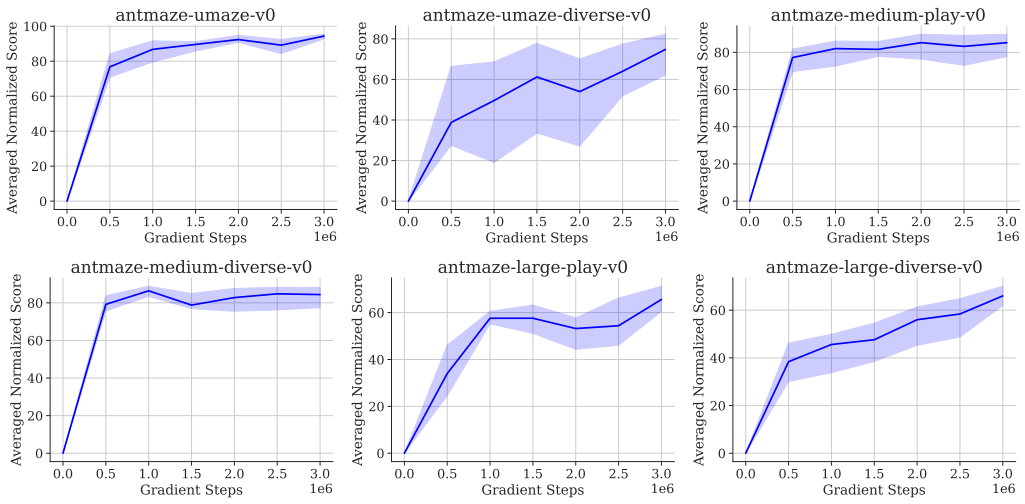 antmaze-umaze-v0
Averaged Normalized Score
100
80
60
40
20
0
0.0 0.5 1.0 1.5 2.0 2.5 3.0
Gradient Steps
1e6
antmaze-umaze-diverse-v0
Averaged Normalized Score
80
60
40
20
0
0.0 0.5 1.0 1.5 2.0 2.5 3.0
Gradient Steps
1e6
antmaze-medium-play-v0
Averaged Normalized Score
80
60
40
20
0
0.0 0.5 1.0 1.5 2.0 2.5 3.0
Gradient Steps
1e6
antmaze-medium-diverse-v0
Averaged Normalized Score
80
60
40
20
0
0.0 0.5 1.0 1.5 2.0 2.5 3.0
Gradient Steps
1e6
antmaze-large-play-v0
Averaged Normalized Score
60
40
20
0
0.0 0.5 1.0 1.5 2.0 2.5 3.0
Gradient Steps
1e6
antmaze-large-diverse-v0
Averaged Normalized Score
60
40
20
0
0.0 0.5 1.0 1.5 2.0 2.5 3.0
Gradient Steps
1e6